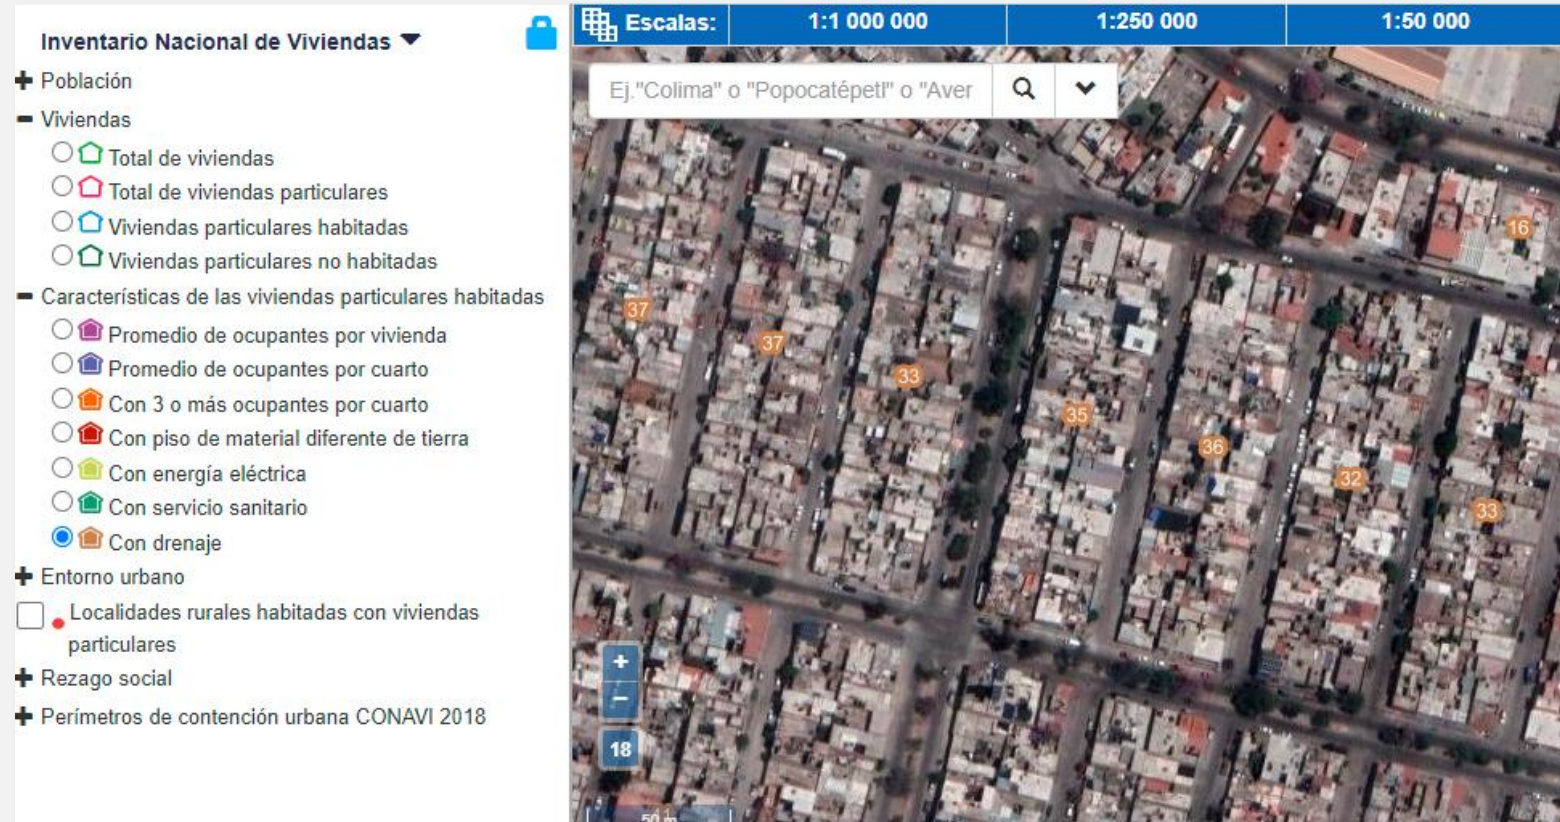 Inventario Nacional de Viviendas
Población
Viviendas
Total de viviendas
Total de viviendas particulares
Viviendas particulares habitadas
Viviendas particulares no habitadas
Características de las viviendas particulares habitadas
Promedio de ocupantes por vivienda
Promedio de ocupantes por cuarto
Con 3 o más ocupantes por cuarto
Con piso de material diferente de tierra
Con energía eléctrica
Con servicio sanitario
Con drenaje
Entorno urbano
Localidades rurales habitadas con viviendas
particulares
Rezago social
Perímetros de contención urbana CONAVI 2018
Escalas: 1:1 000 000 1:250 000 1:50 000
Ej."Colima" o "Popocatépetl" o "Aver
16
37
37
33
35
36
32
33
+
−
18
50 m